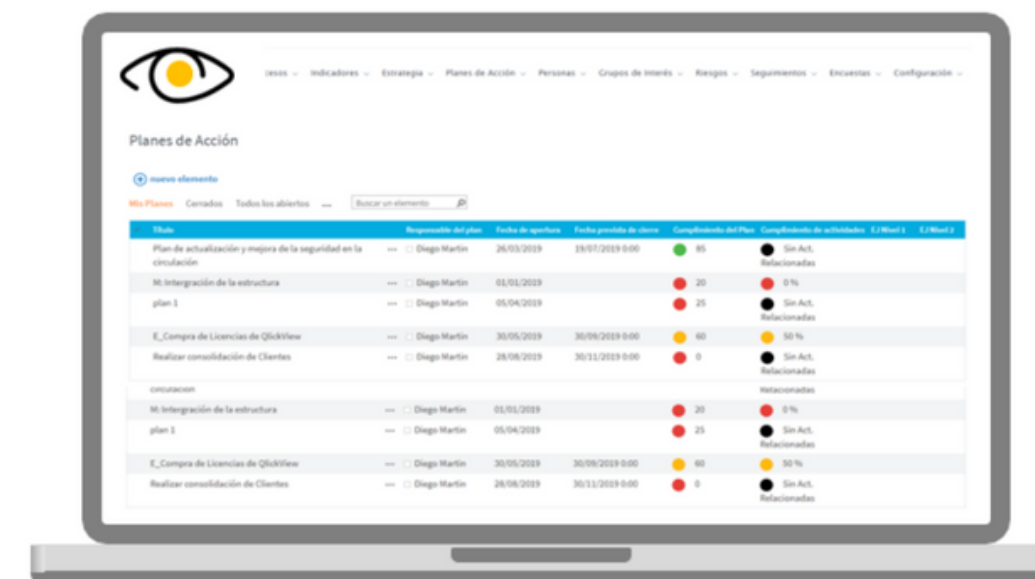 cesos Indicadores Estrategia Planes de Acción Personas Grupos de Interés Riesgos Seguimientos Encuestas Configuración
Planes de Acción
nuevo elemento
Mis Planes Cerrados Todos los abiertos ... Buscar un elemento
Título Responsable del plan Fecha de apertura Fecha prevista de cierre Cumplimiento del Plan Cumplimiento de actividades EJ Nivel 1 EJ Nivel 2
Plan de actualización y mejora de la seguridad en la ... Diego Martin 26/03/2019 19/07/2019 0:00 85 Sin Act.
circulación Relacionadas
M: Intergración de la estructura ... Diego Martin 01/01/2019 20 0 %
plan 1 ... Diego Martin 05/04/2019 25 Sin Act.
Relacionadas
E_Compra de Licencias de QlickView ... Diego Martin 30/05/2019 30/09/2019 0:00 60 50 %
Realizar consolidación de Clientes ... Diego Martin 28/08/2019 30/11/2019 0:00 0 Sin Act.
Relacionadas
circulación Relacionadas
M: Intergración de la estructura ... Diego Martin 01/01/2019 20 0 %
plan 1 ... Diego Martin 05/04/2019 25 Sin Act.
Relacionadas
E_Compra de Licencias de QlickView ... Diego Martin 30/05/2019 30/09/2019 0:00 60 50 %
Realizar consolidación de Clientes ... Diego Martin 28/08/2019 30/11/2019 0:00 0 Sin Act.
Relacionadas